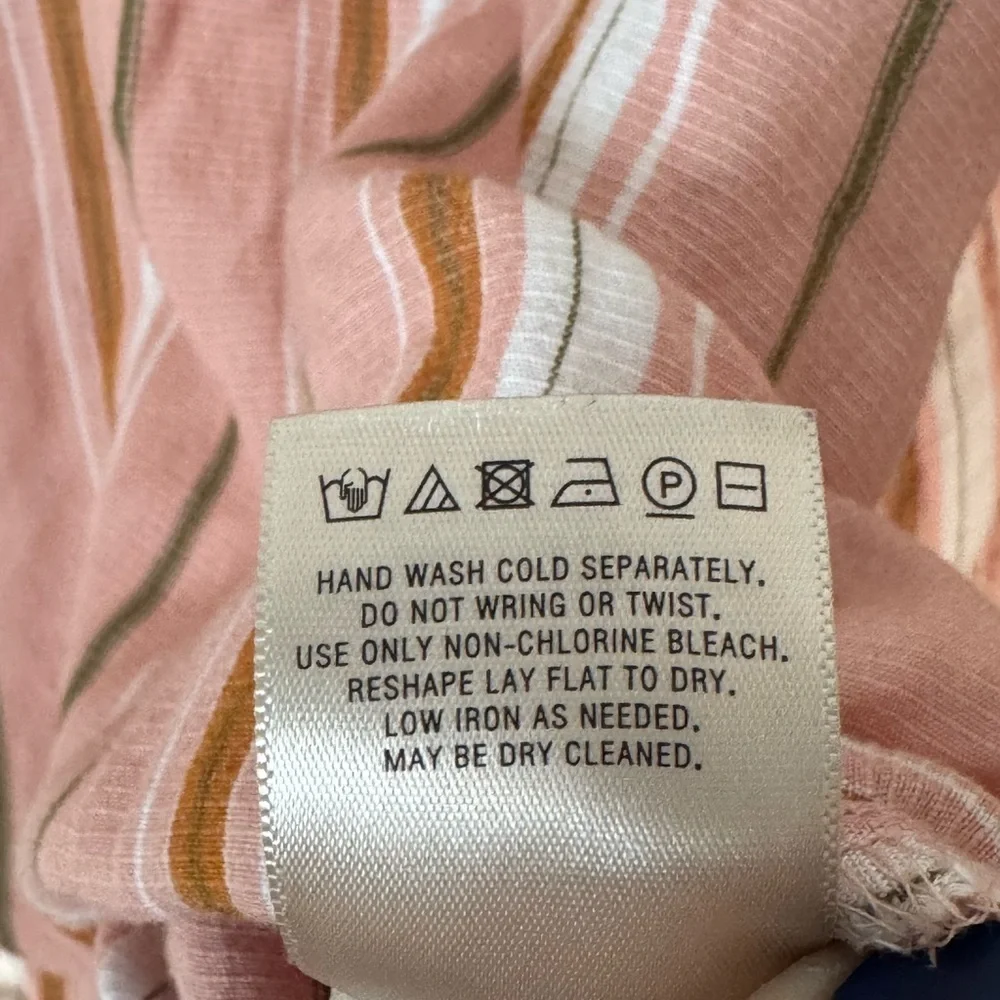 P
HAND WASH COLD SEPARATELY.
DO NOT WRING OR TWIST.
USE ONLY NON-CHLORINE BLEACH.
RESHAPE LAY FLAT TO DRY.
LOW IRON AS NEEDED.
MAY BE DRY CLEANED.